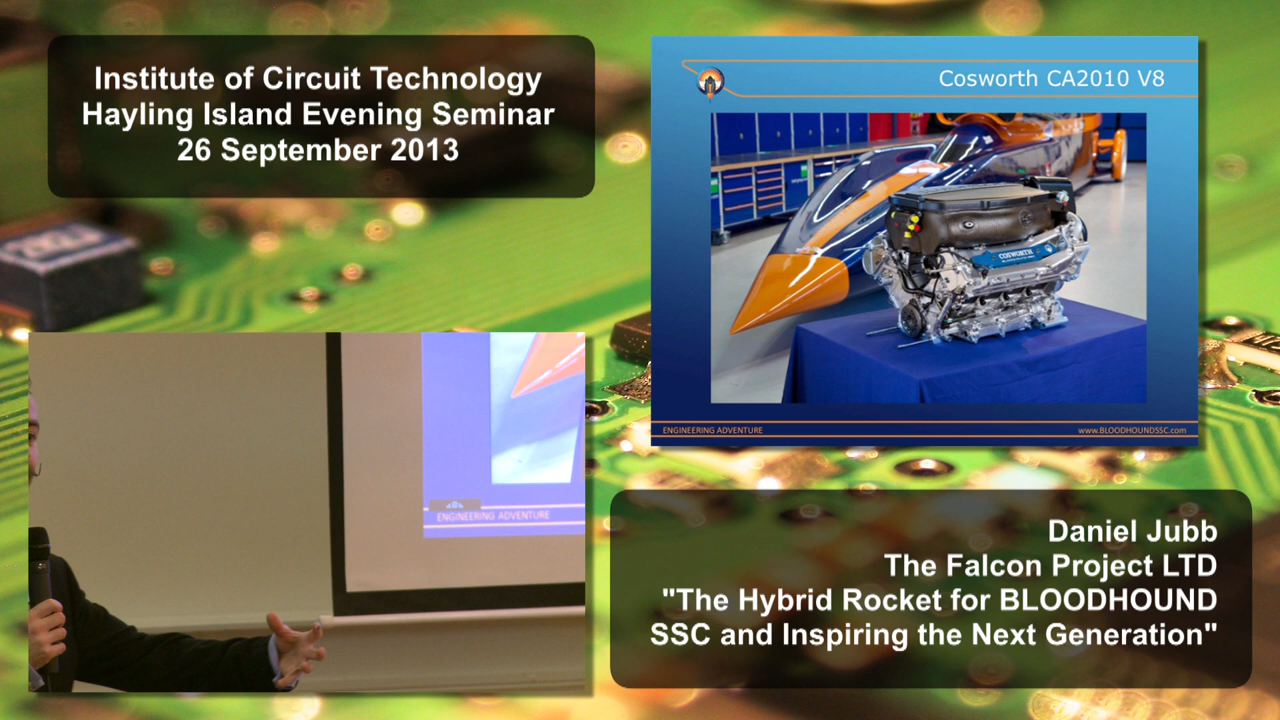 Institute of Circuit Technology
Hayling Island Evening Seminar
26 September 2013
Cosworth CA2010 V8
COSWORTH
ENGINEERING ADVENTURE
www.BLOODHOUNDSSC.com
ENGINEERING ADVENTURE
Daniel Jubb
The Falcon Project LTD
"The Hybrid Rocket for BLOODHOUND
SSC and Inspiring the Next Generation"